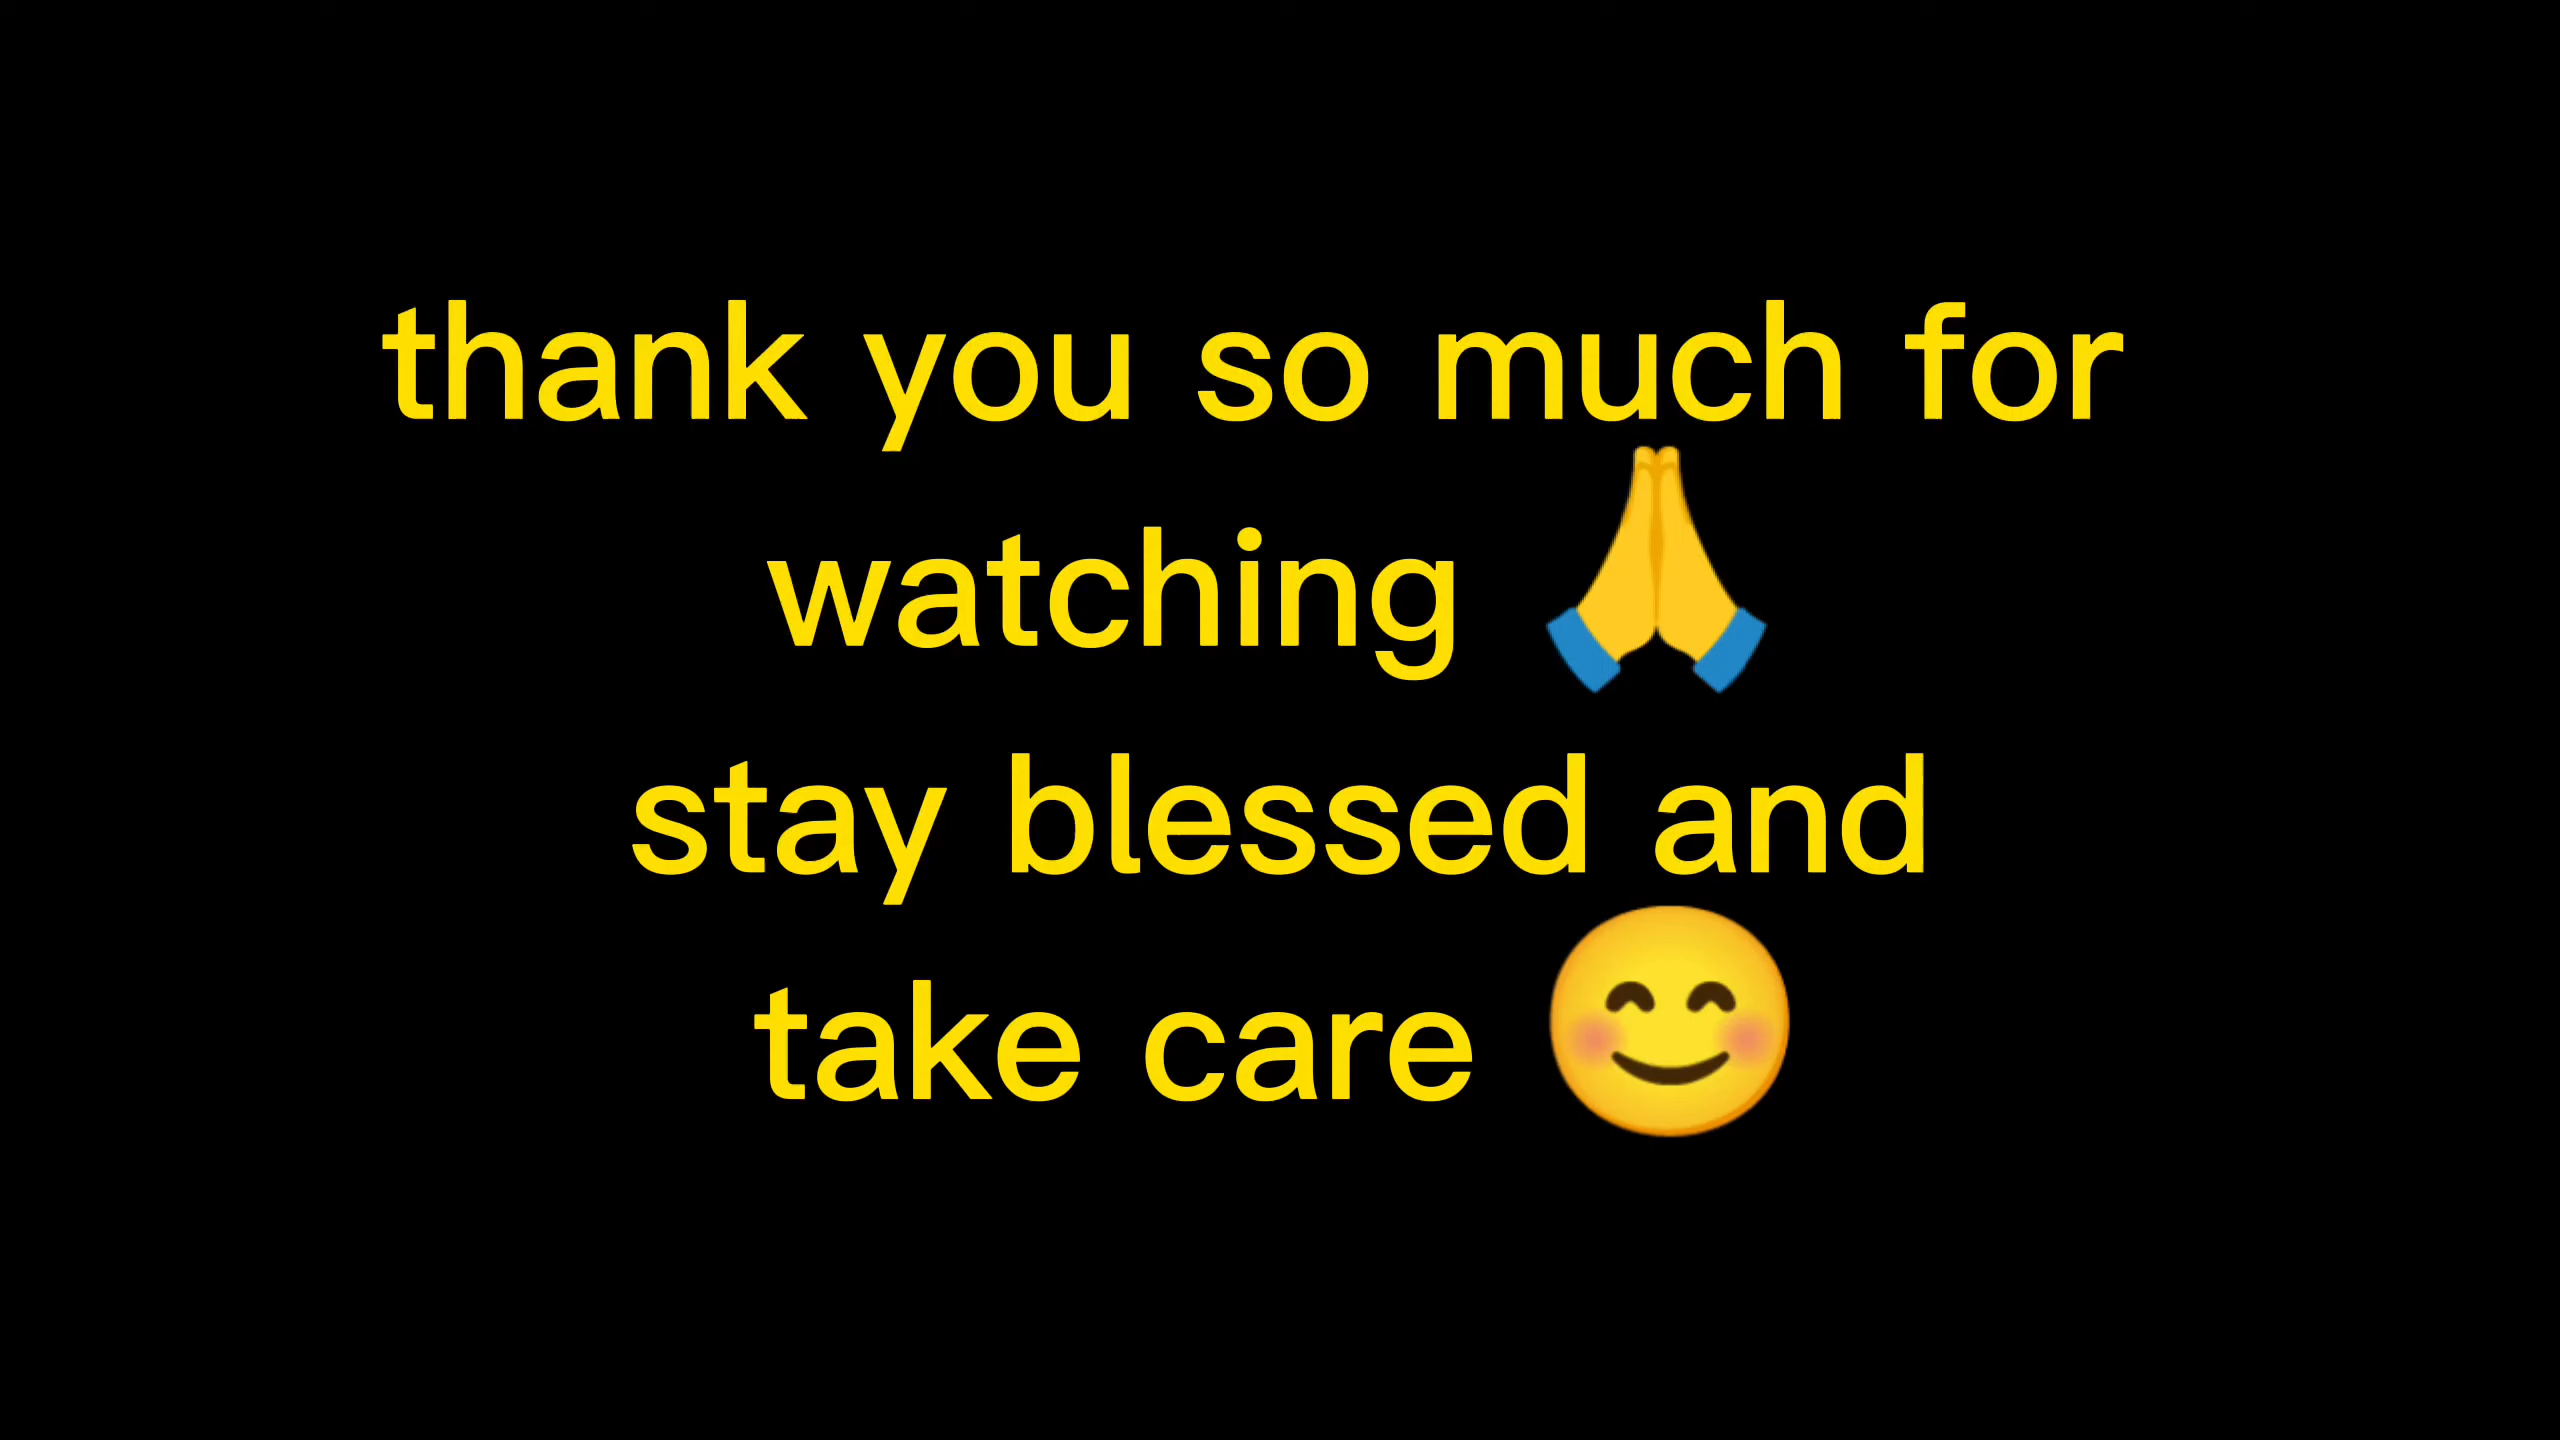 thank you so much for
watching 🙏
stay blessed and
take care 😊